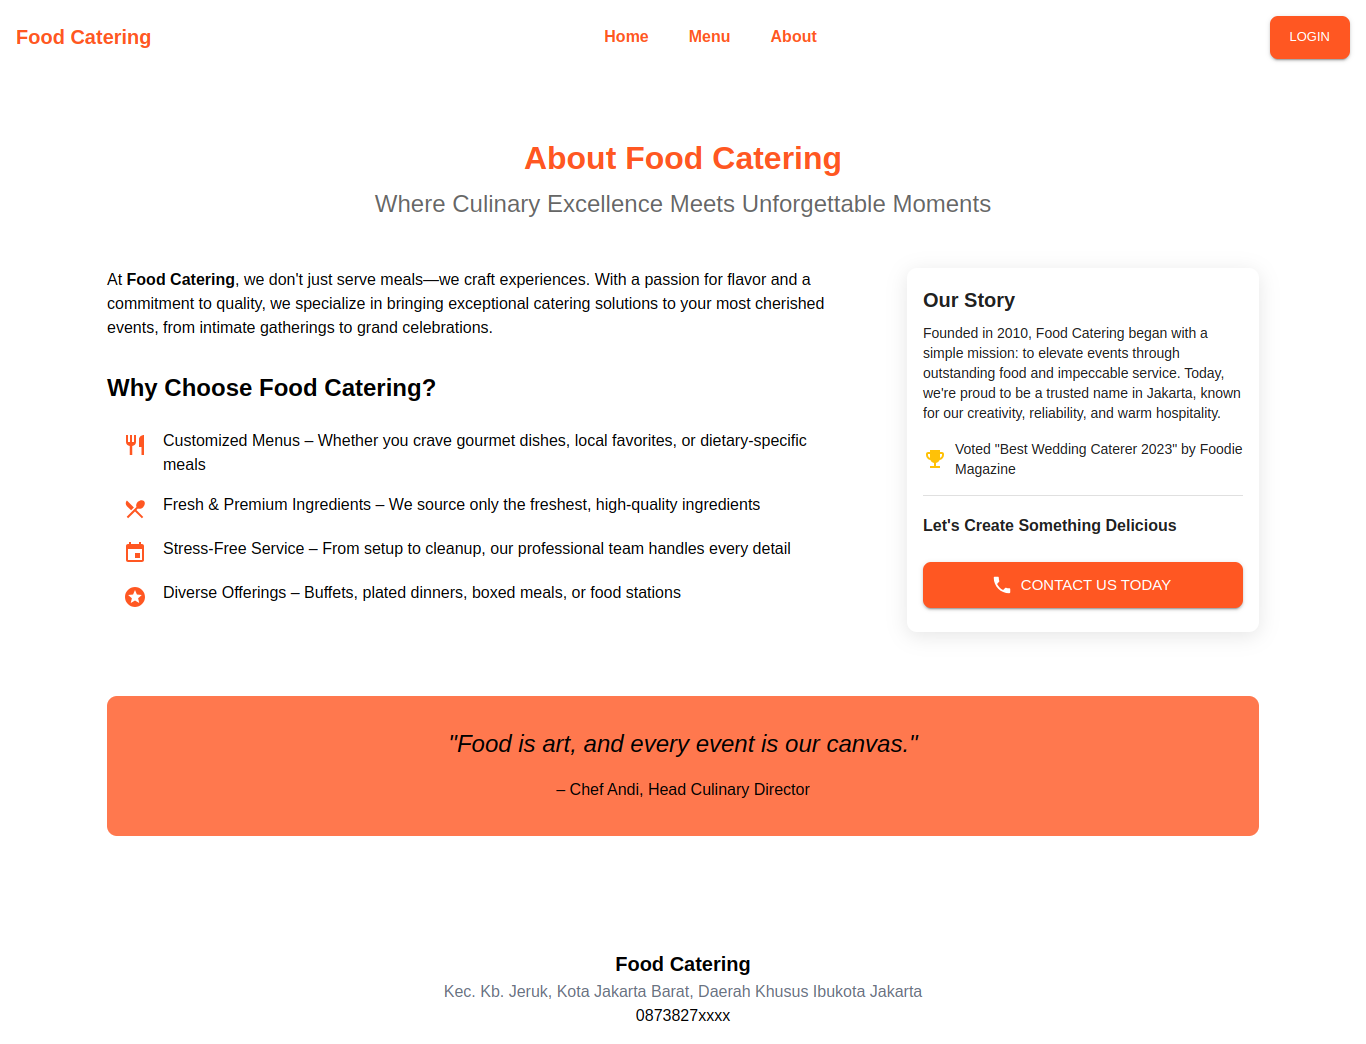 Food Catering
Home
Menu
About
LOGIN
About Food Catering
Where Culinary Excellence Meets Unforgettable Moments
At Food Catering, we don't just serve meals—we craft experiences. With a passion for flavor and a
commitment to quality, we specialize in bringing exceptional catering solutions to your most cherished
events, from intimate gatherings to grand celebrations.
Why Choose Food Catering?
Customized Menus – Whether you crave gourmet dishes, local favorites, or dietary-specific
meals
Fresh & Premium Ingredients – We source only the freshest, high-quality ingredients
Stress-Free Service – From setup to cleanup, our professional team handles every detail
Diverse Offerings – Buffets, plated dinners, boxed meals, or food stations
Our Story
Founded in 2010, Food Catering began with a
simple mission: to elevate events through
outstanding food and impeccable service. Today,
we're proud to be a trusted name in Jakarta, known
for our creativity, reliability, and warm hospitality.
Voted "Best Wedding Caterer 2023" by Foodie
Magazine
Let's Create Something Delicious
CONTACT US TODAY
"Food is art, and every event is our canvas."
– Chef Andi, Head Culinary Director
Food Catering
Kec. Kb. Jeruk, Kota Jakarta Barat, Daerah Khusus Ibukota Jakarta
0873827xxxx